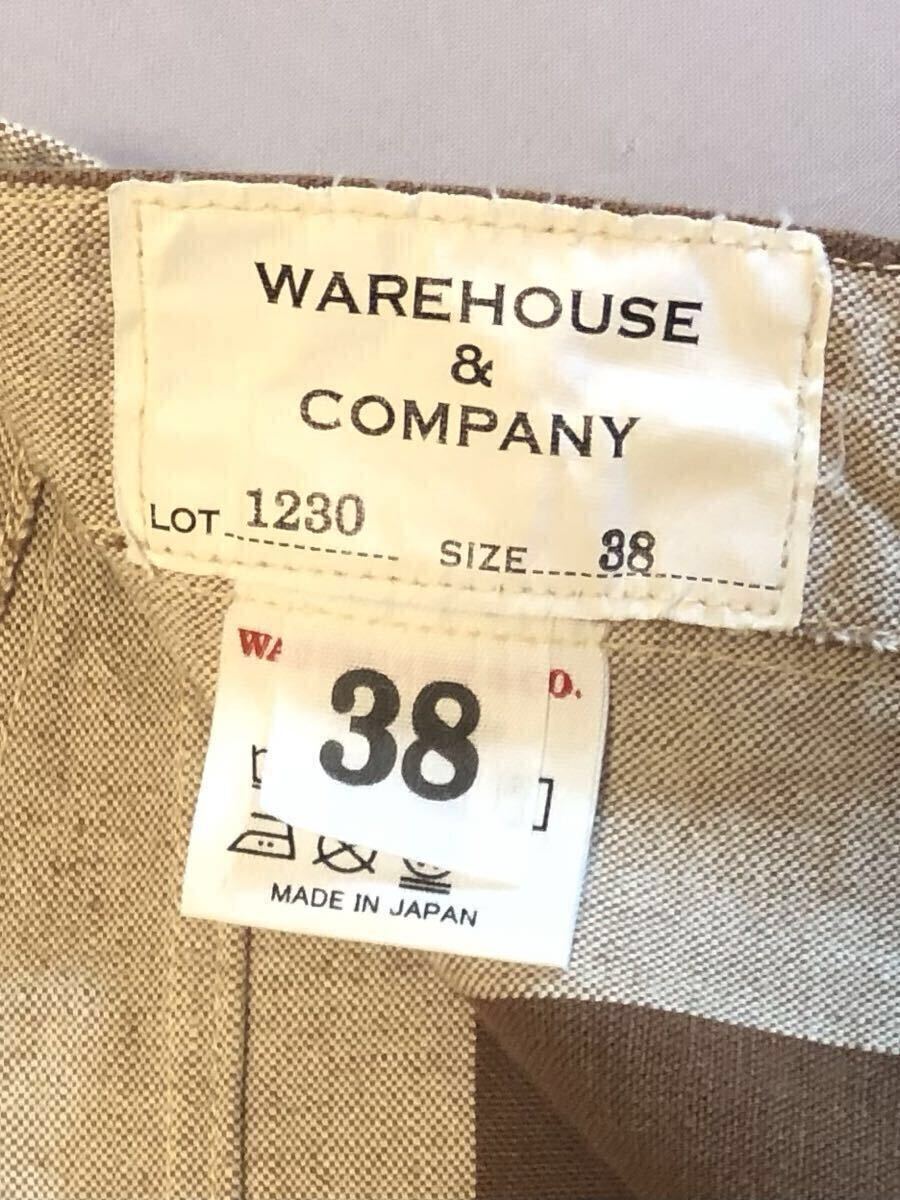 WAREHOUSE
&
COMPANY
LOT 1230 SIZE 38
38
MADE IN JAPAN